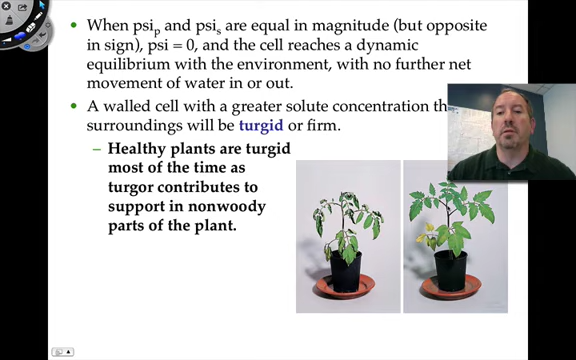 • When psip and psis are equal in magnitude (but opposite
in sign), psi = 0, and the cell reaches a dynamic
equilibrium with the environment, with no further net
movement of water in or out.
• A walled cell with a greater solute concentration th
surroundings will be turgid or firm.
– Healthy plants are turgid
most of the time as
turgor contributes to
support in nonwoody
parts of the plant.